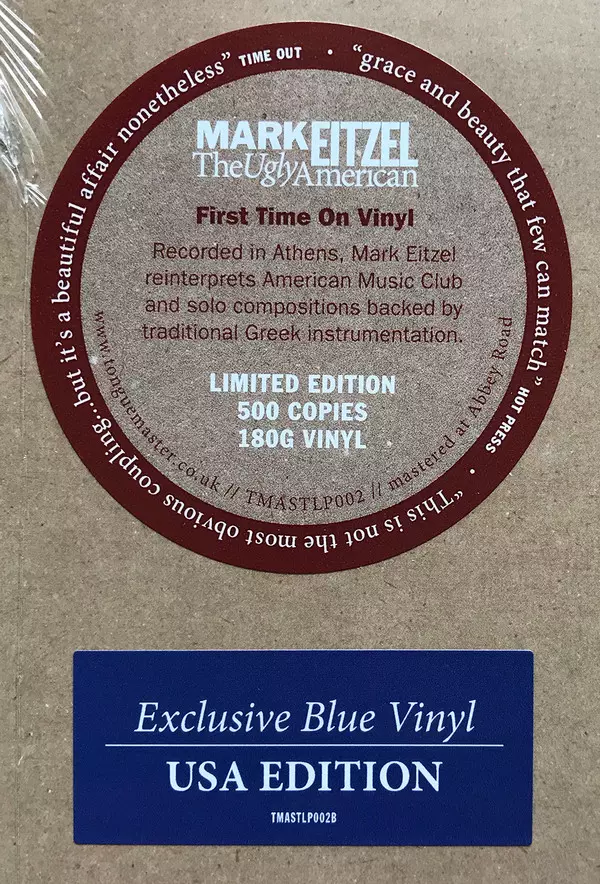 MARK EITZEL
The Ugly American
First Time On Vinyl
Recorded in Athens, Mark Eitzel
reinterprets American Music Club
and solo compositions backed by
traditional Greek instrumentation.
LIMITED EDITION
500 COPIES
180G VINYL
www.tonguemaster.co.uk // TMASTLP002 // mastered at Abbey Road
"grace and beauty that few can match" HOT PRESS • "This is not the most obvious coupling...but it's a beautiful affair nonetheless" TIME OUT •
Exclusive Blue Vinyl
USA EDITION
TMASTLP002B